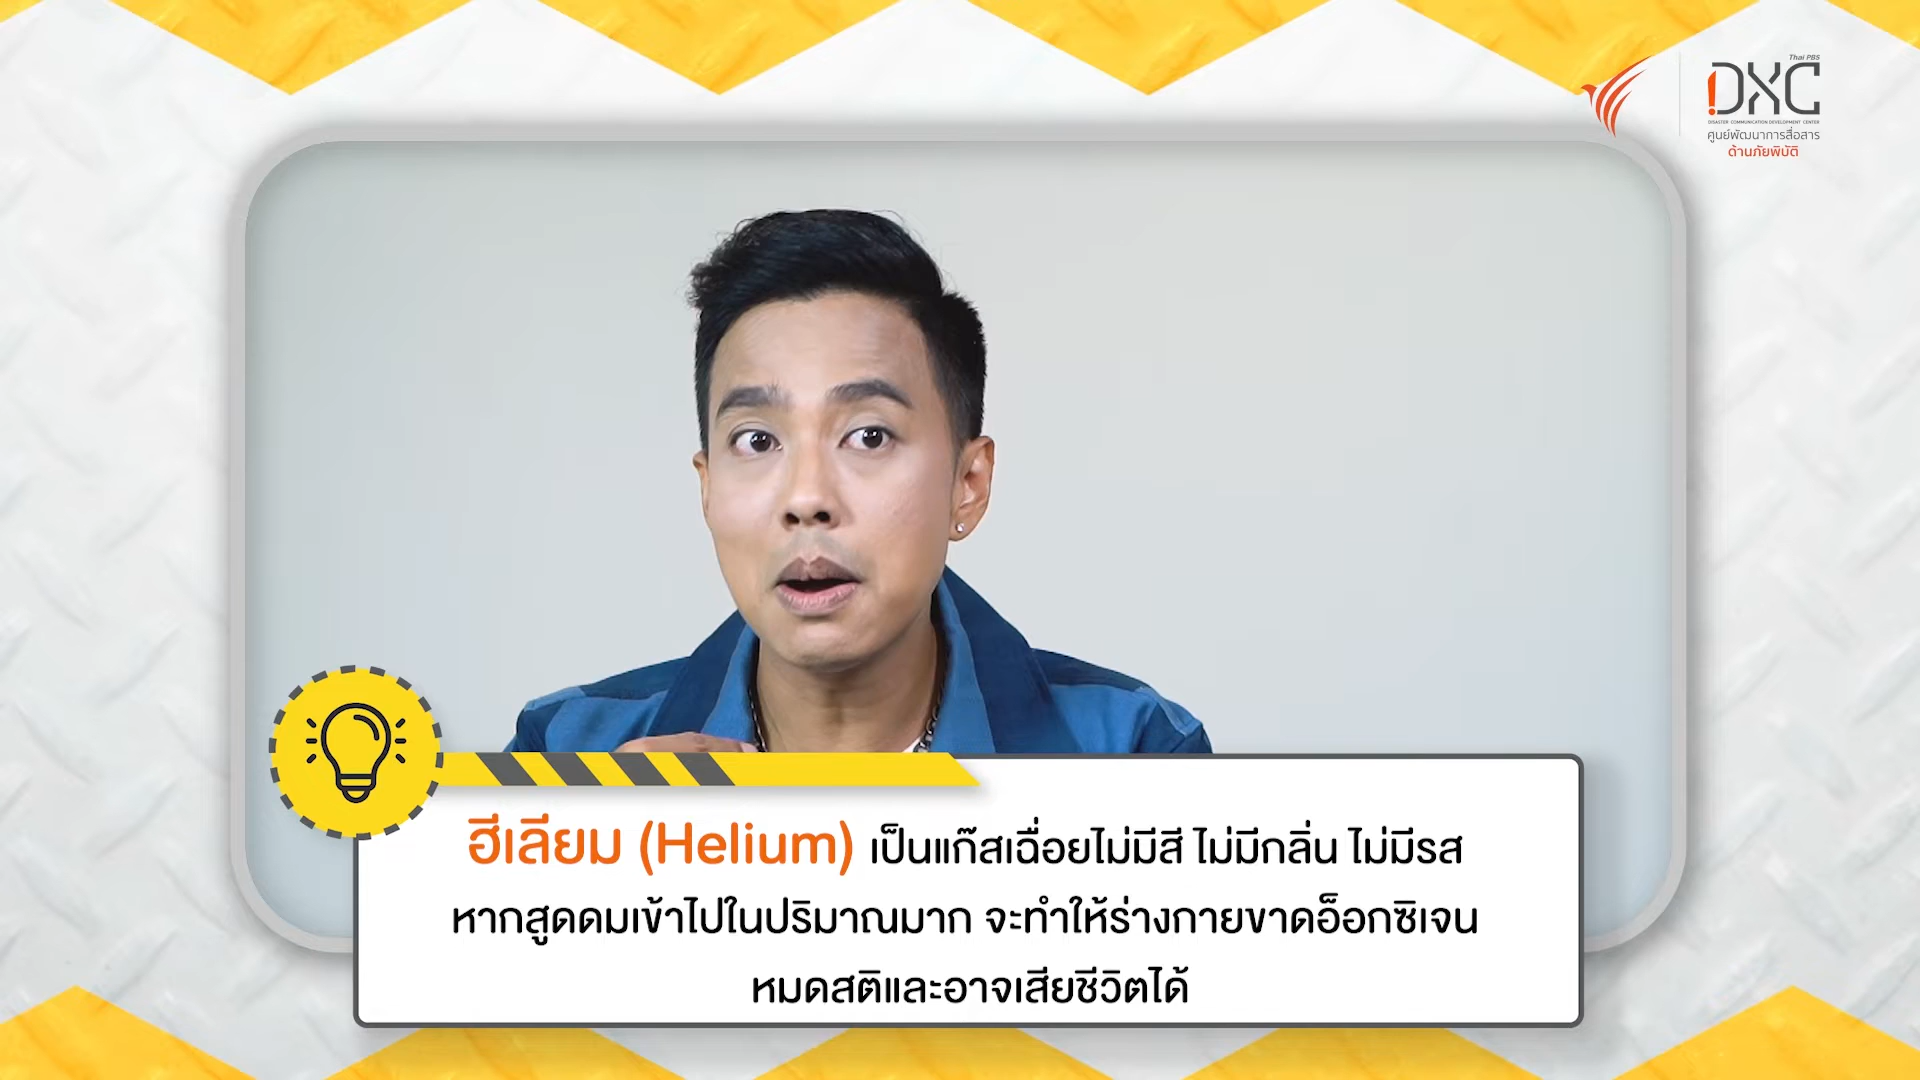 Thai PBS
DXC
DISASTER COMMUNICATION DEVELOPMENT CENTER
ศูนย์พัฒนาการสื่อสาร
ด้านภัยพิบัติ
ฮีเลียม (Helium) เป็นแก๊สเฉื่อยไม่มีสี ไม่มีกลิ่น ไม่มีรส
หากสูดดมเข้าไปในปริมาณมาก จะทำให้ร่างกายขาดอ็อกซิเจน
หมดสติและอาจเสียชีวิตได้